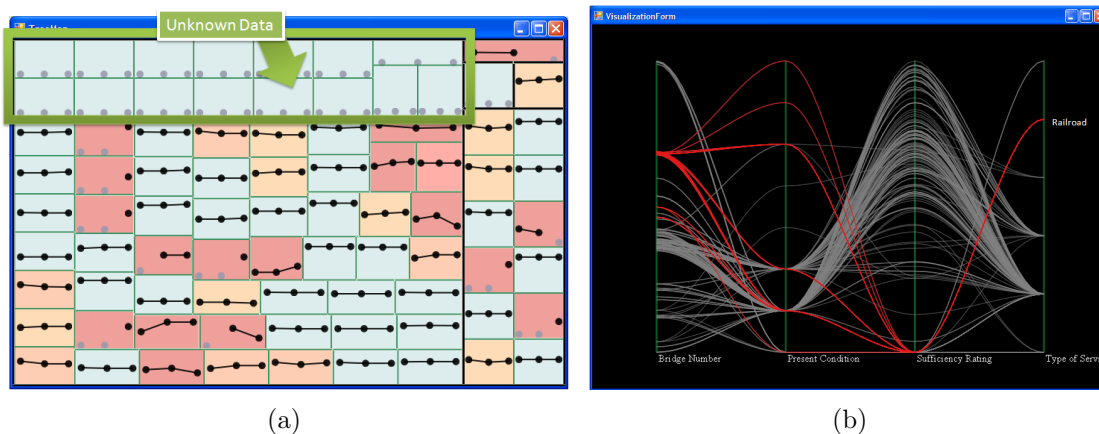 Unknown Data
VisualizationForm
Railroad
Bridge Number
Present Condition
Sufficiency Rating
Type of Serv
(a)
(b)